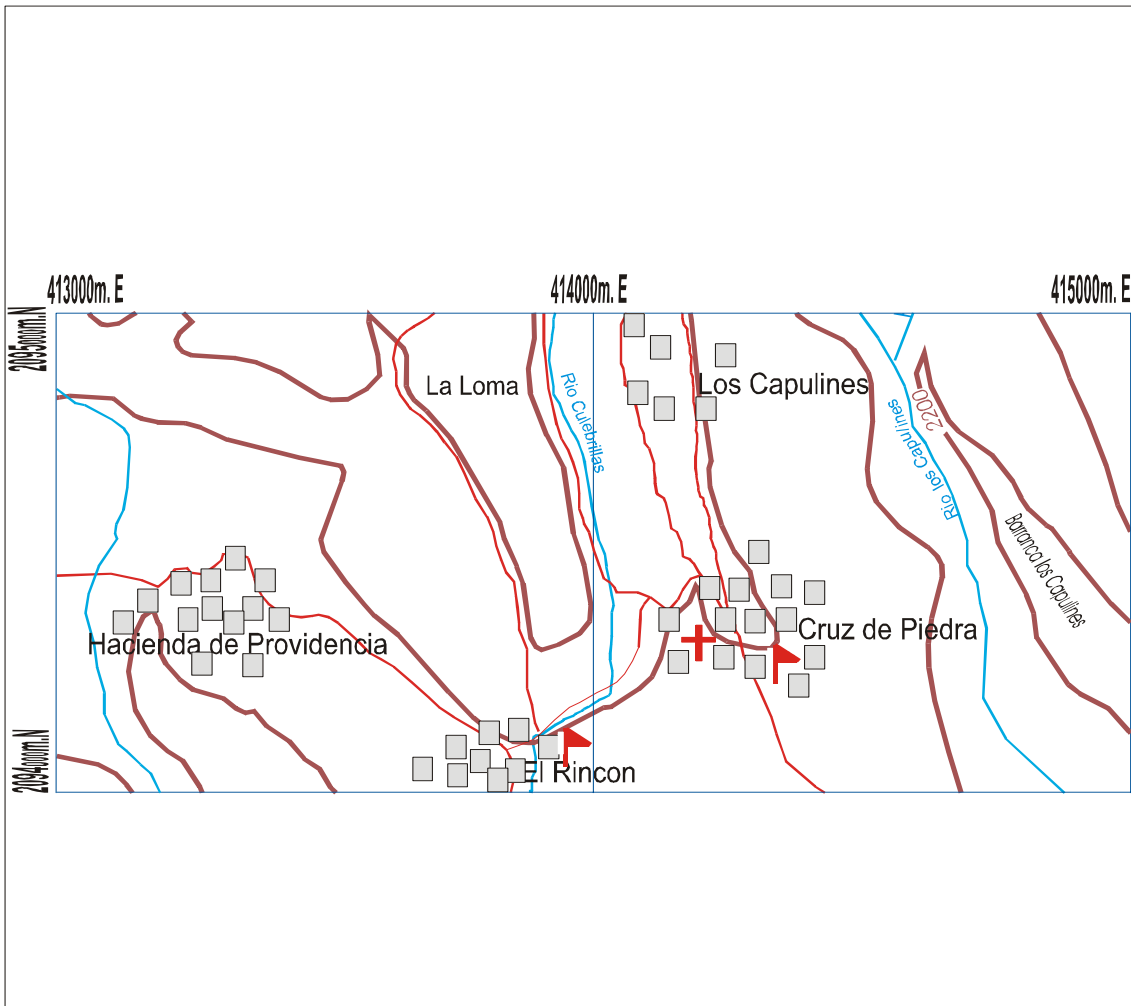 413000m. E
414000m. E
415000m. E
2095000m.N
La Loma
Rio Culebrillas
Los Capulines
2200
Rio los Capulines
Barranca los Capulines
Hacienda de Providencia
Cruz de Piedra
El Rincon
2094000m.N